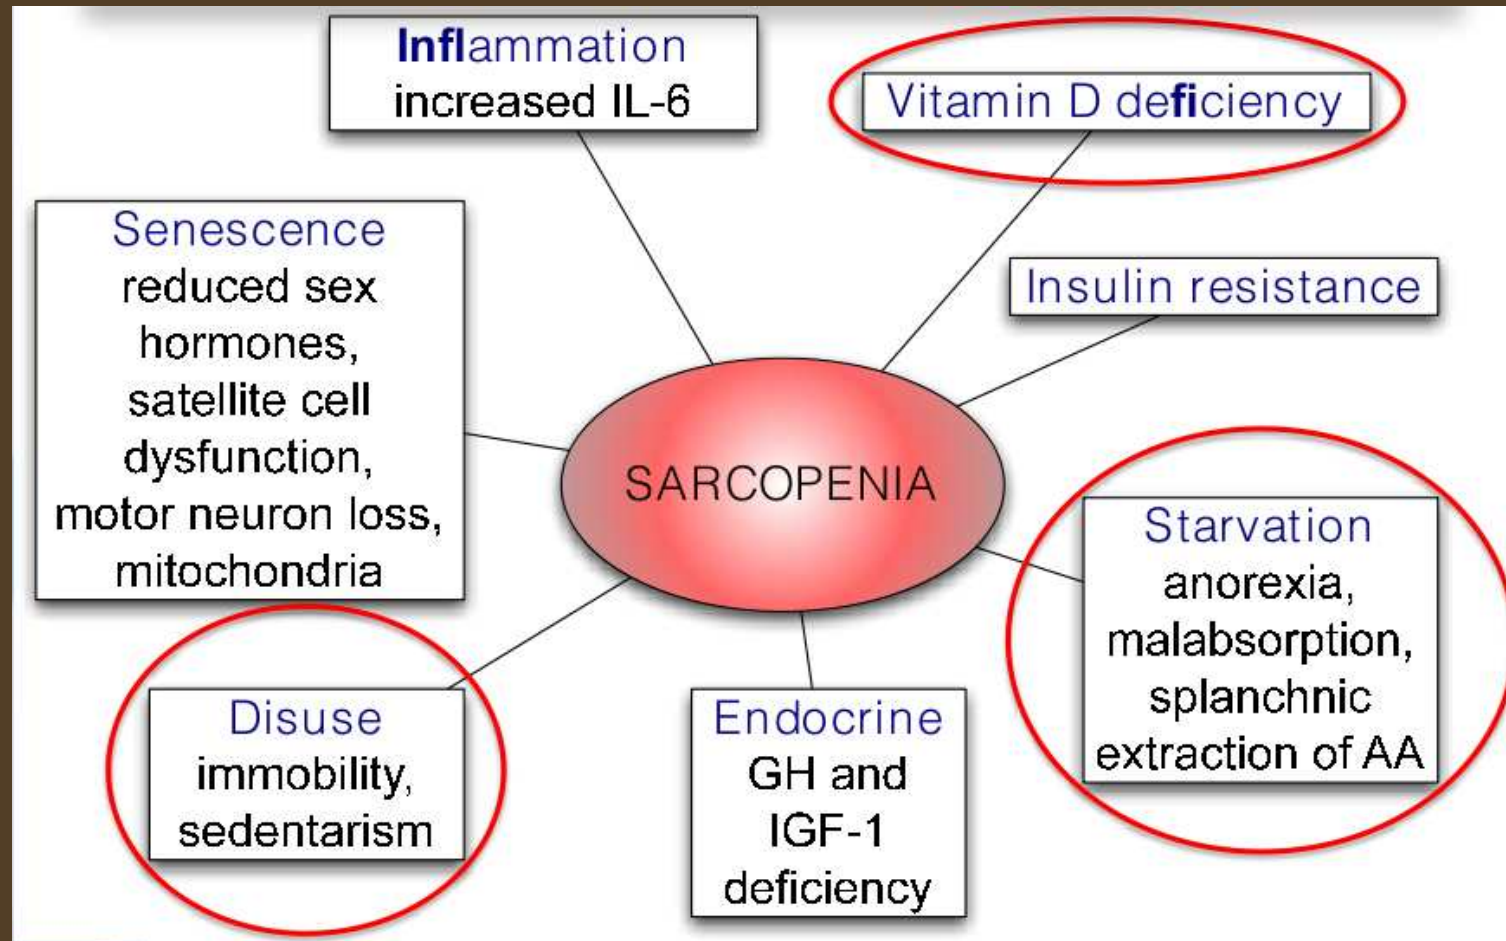 Inflammation
increased IL-6
Vitamin D deficiency
Senescence
reduced sex
hormones,
satellite cell
dysfunction,
motor neuron loss,
mitochondria
Insulin resistance
SARCOPENIA
Starvation
anorexia,
malabsorption,
splanchnic
extraction of AA
Disuse
immobility,
sedentarism
Endocrine
GH and
IGF-1
deficiency